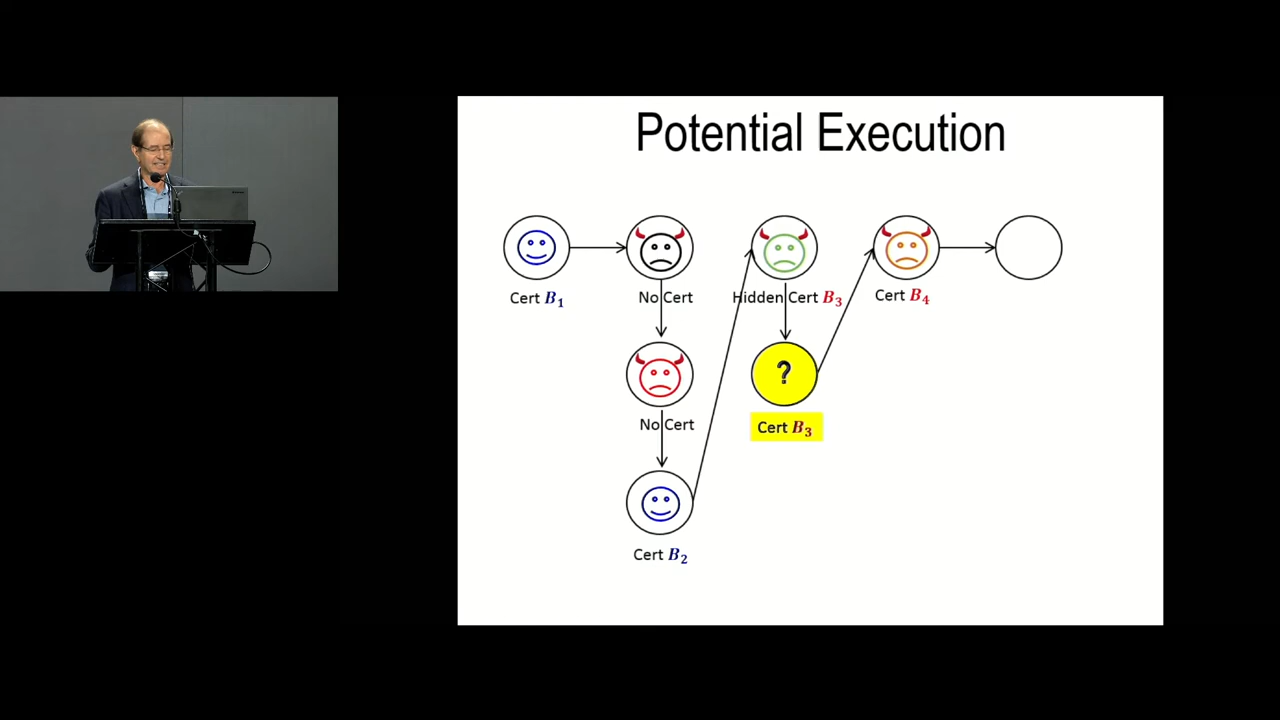 Potential Execution
Cert B1
No Cert
Hidden Cert B3
Cert B4
No Cert
?
Cert B3
Cert B2